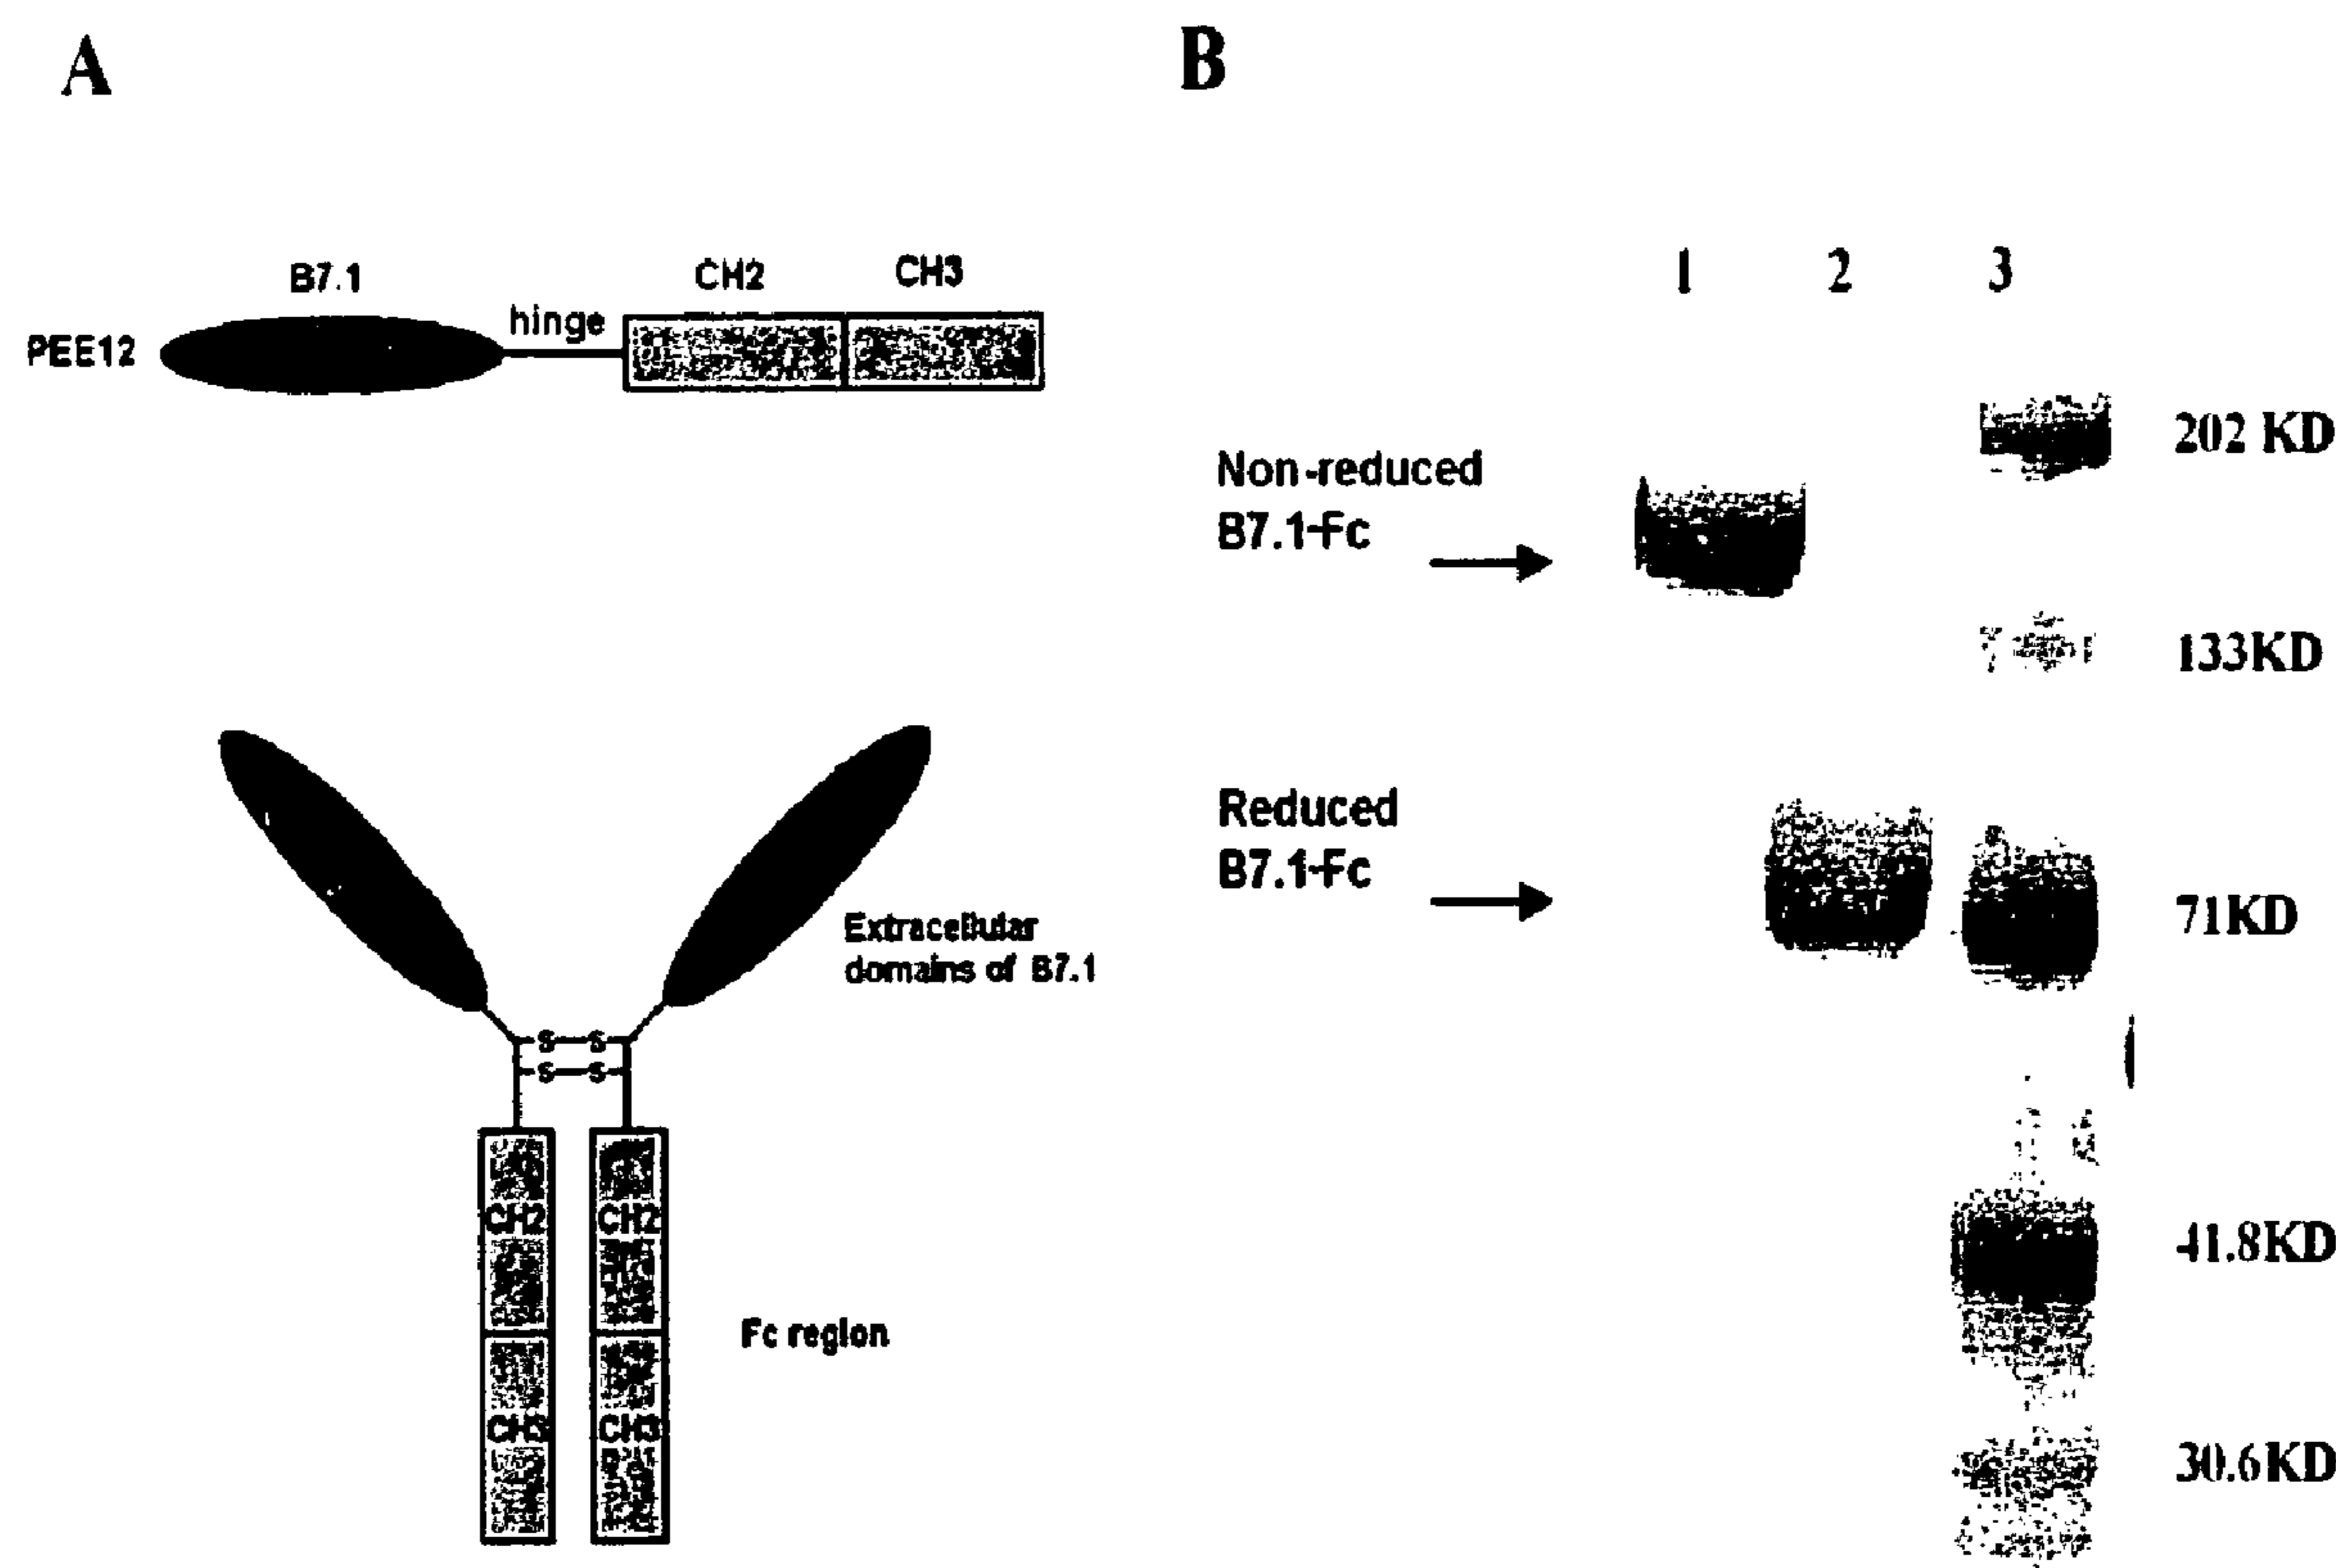 A
B7.1
hinge
CH2
CH3
PEE12
Extracellular
domains of B7.1
S S
S S
CH2 CH2
Fc region
CH3 CH3
B
1 2 3
Non-reduced
B7.1-Fc
Reduced
B7.1-Fc
202 KD
133KD
71KD
41.8KD
30.6KD